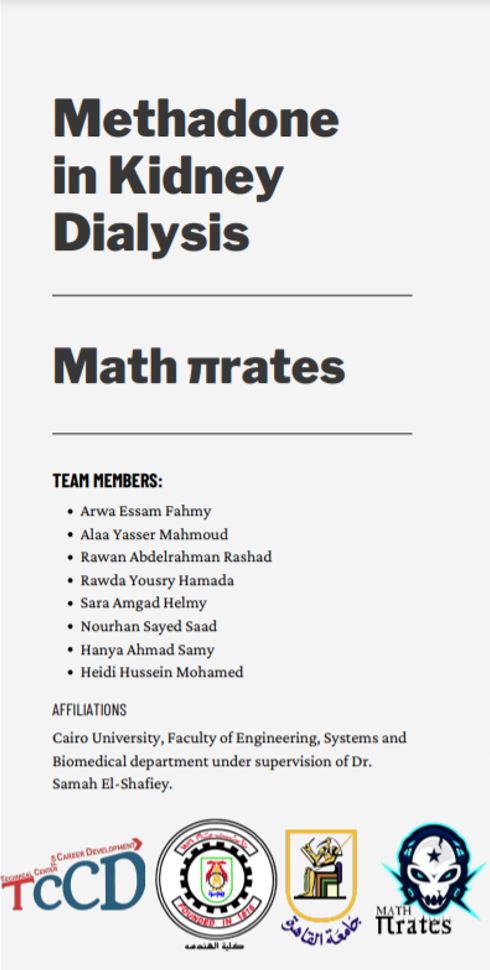 Methadone
in Kidney
Dialysis
Math πrates
TEAM MEMBERS:
• Arwa Essam Fahmy
• Alaa Yasser Mahmoud
• Rawan Abdelrahman Rashad
• Rawda Yousry Hamada
• Sara Amgad Helmy
• Nourhan Sayed Saad
• Hanya Ahmad Samy
• Heidi Hussein Mohamed
AFFILIATIONS
Cairo University, Faculty of Engineering, Systems and
Biomedical department under supervision of Dr.
Samah El-Shafiey.
TECHNICAL CENTER
OF
CAREER DEVELOPMENT
TCCD
FOUNDED IN 1816
كلية الهندسه
جامعة القاهرة
MATH
πrates